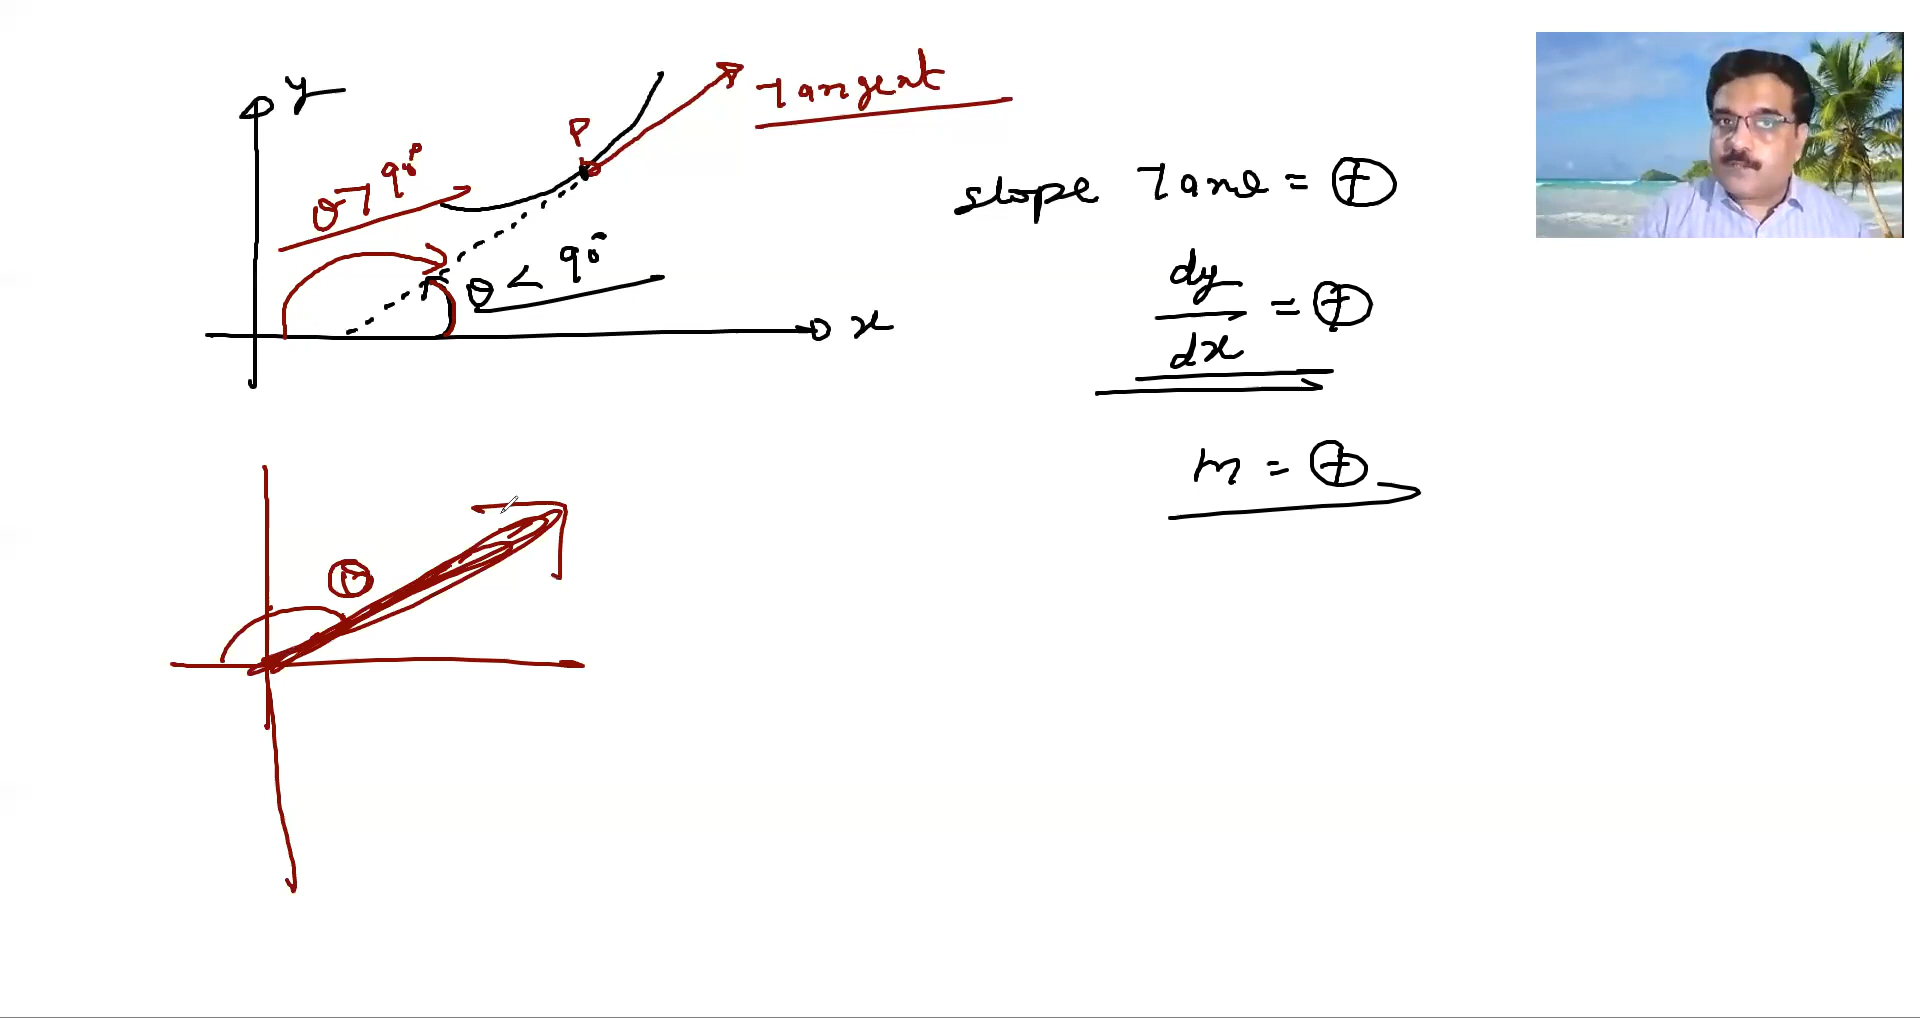 y
Tangent
P
θ > 90°
slope Tanθ = ⊕
θ < 90°
x
dy/dx = ⊕
m = ⊕
θ